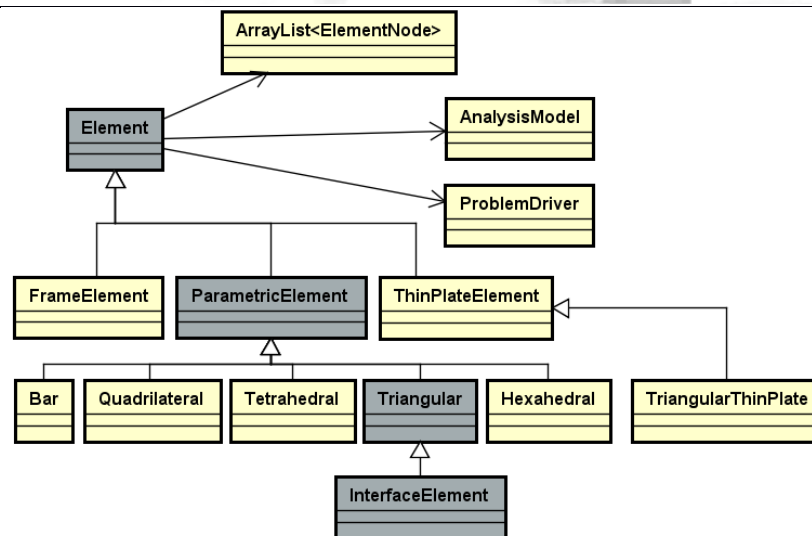 ArrayList<ElementNode>
Element
AnalysisModel
ProblemDriver
FrameElement
ParametricElement
ThinPlateElement
Bar
Quadrilateral
Tetrahedral
Triangular
Hexahedral
TriangularThinPlate
InterfaceElement